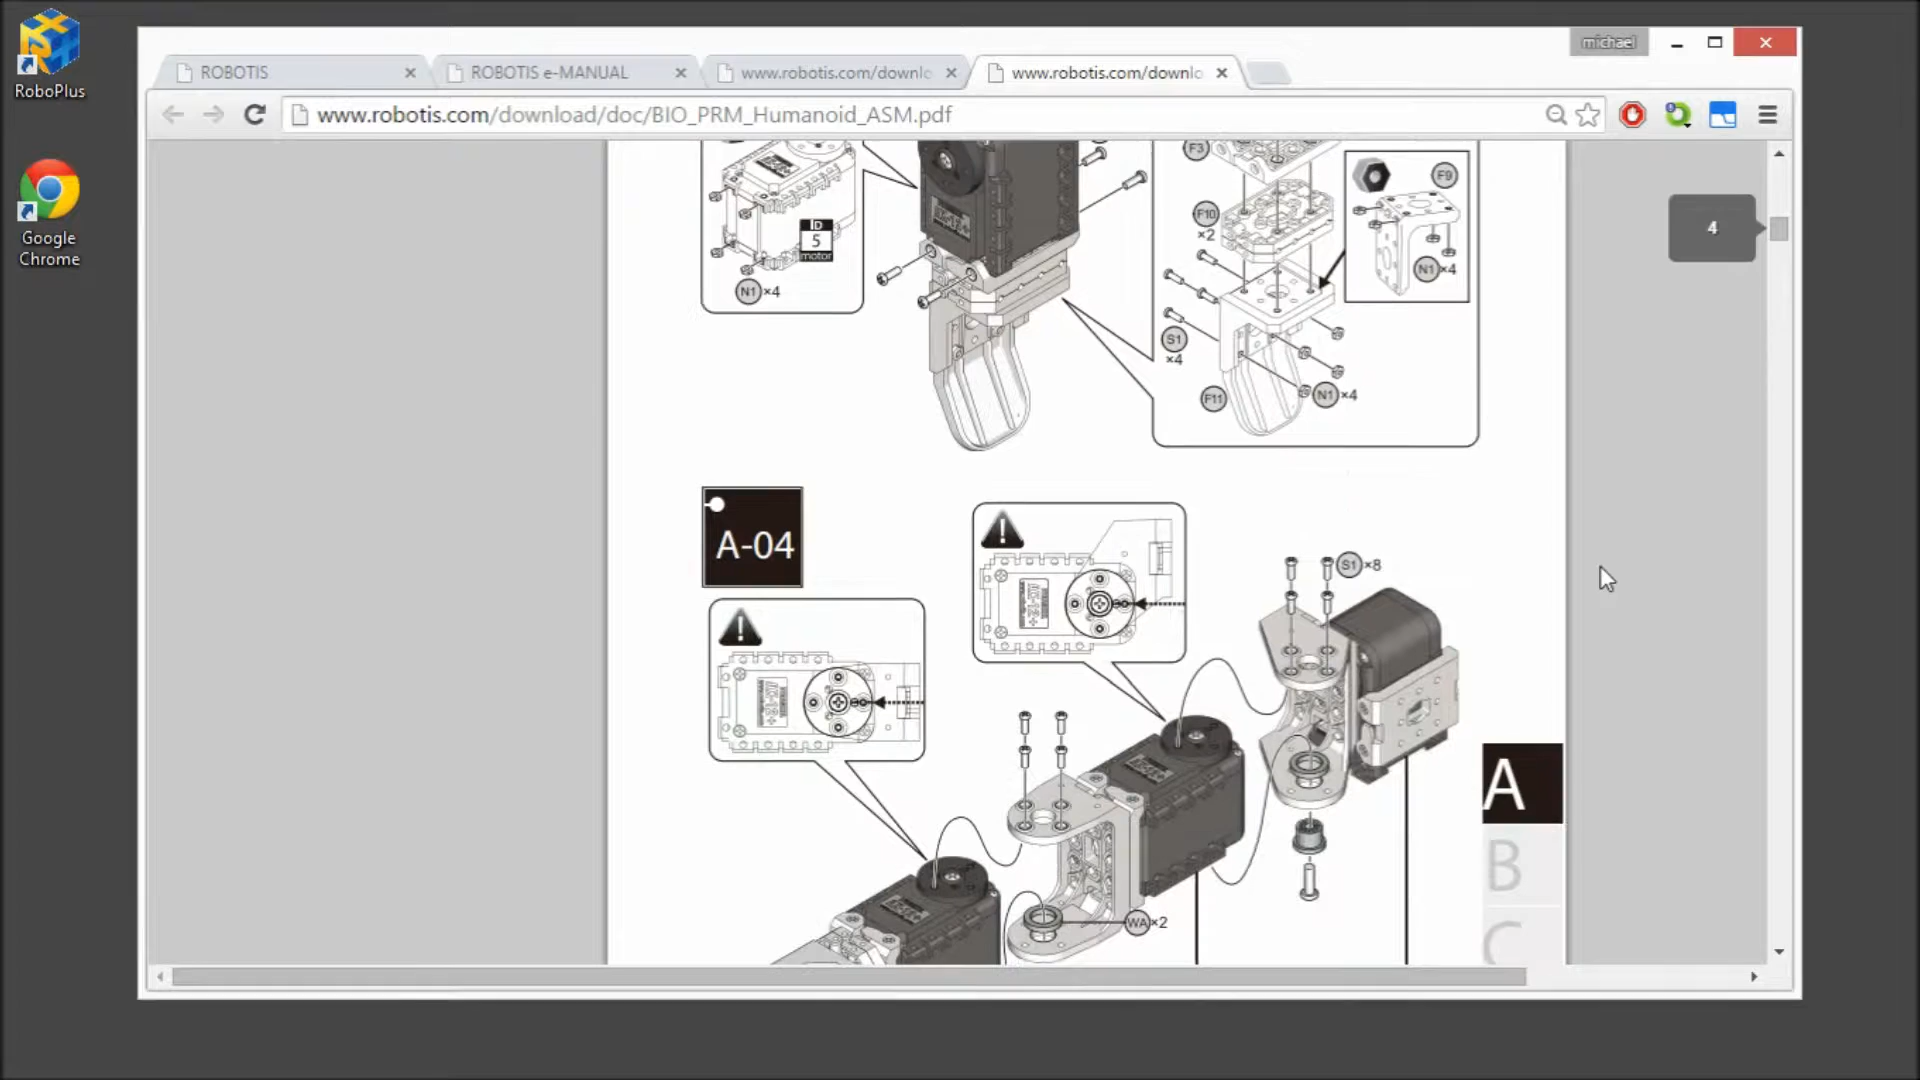 RoboPlus
Google
Chrome
michael
ROBOTIS
ROBOTIS e-MANUAL
www.robotis.com/downlo
www.robotis.com/downlo
www.robotis.com/download/doc/BIO_PRM_Humanoid_ASM.pdf
4
ID
5
motor
N1 ×4
F3
F10
×2
F9
N1 ×4
S1
×4
F11
N1 ×4
A-04
S1 ×8
WA ×2
A
B
C